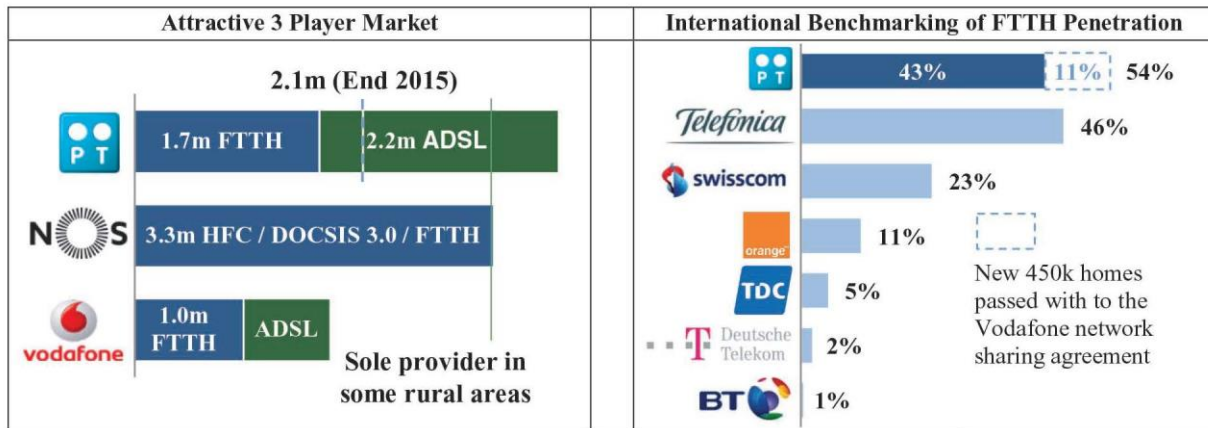 Attractive 3 Player Market
2.1m (End 2015)
PT
1.7m FTTH
2.2m ADSL
NOS
3.3m HFC / DOCSIS 3.0 / FTTH
vodafone
1.0m
FTTH
ADSL
Sole provider in
some rural areas
International Benchmarking of FTTH Penetration
PT
43%
11%
54%
Telefónica
46%
swisscom
23%
orange™
11%
TDC
5%
T Deutsche
Telekom
2%
BT
1%
New 450k homes
passed with to the
Vodafone network
sharing agreement